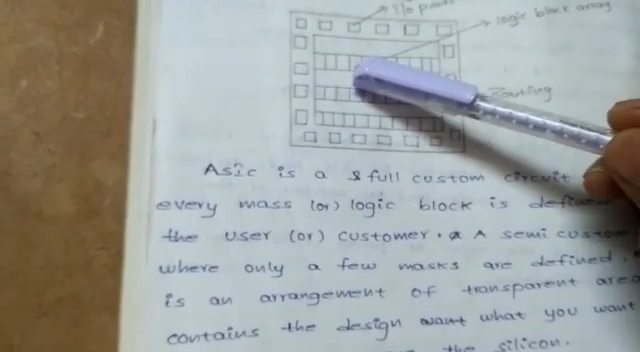 I/o pads
logic block array
Routing
Asic is a full custom circuit
every mass (or) logic block is
the user (or) customer. A semi custom
where only a few masks are defined.
is an arrangement of transparent area
contains the design want what you want
the silicon.